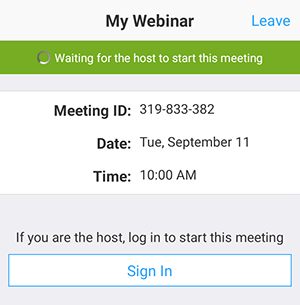 My Webinar
Leave
Waiting for the host to start this meeting
Meeting ID: 319-833-382
Date: Tue, September 11
Time: 10:00 AM
If you are the host, log in to start this meeting
Sign In